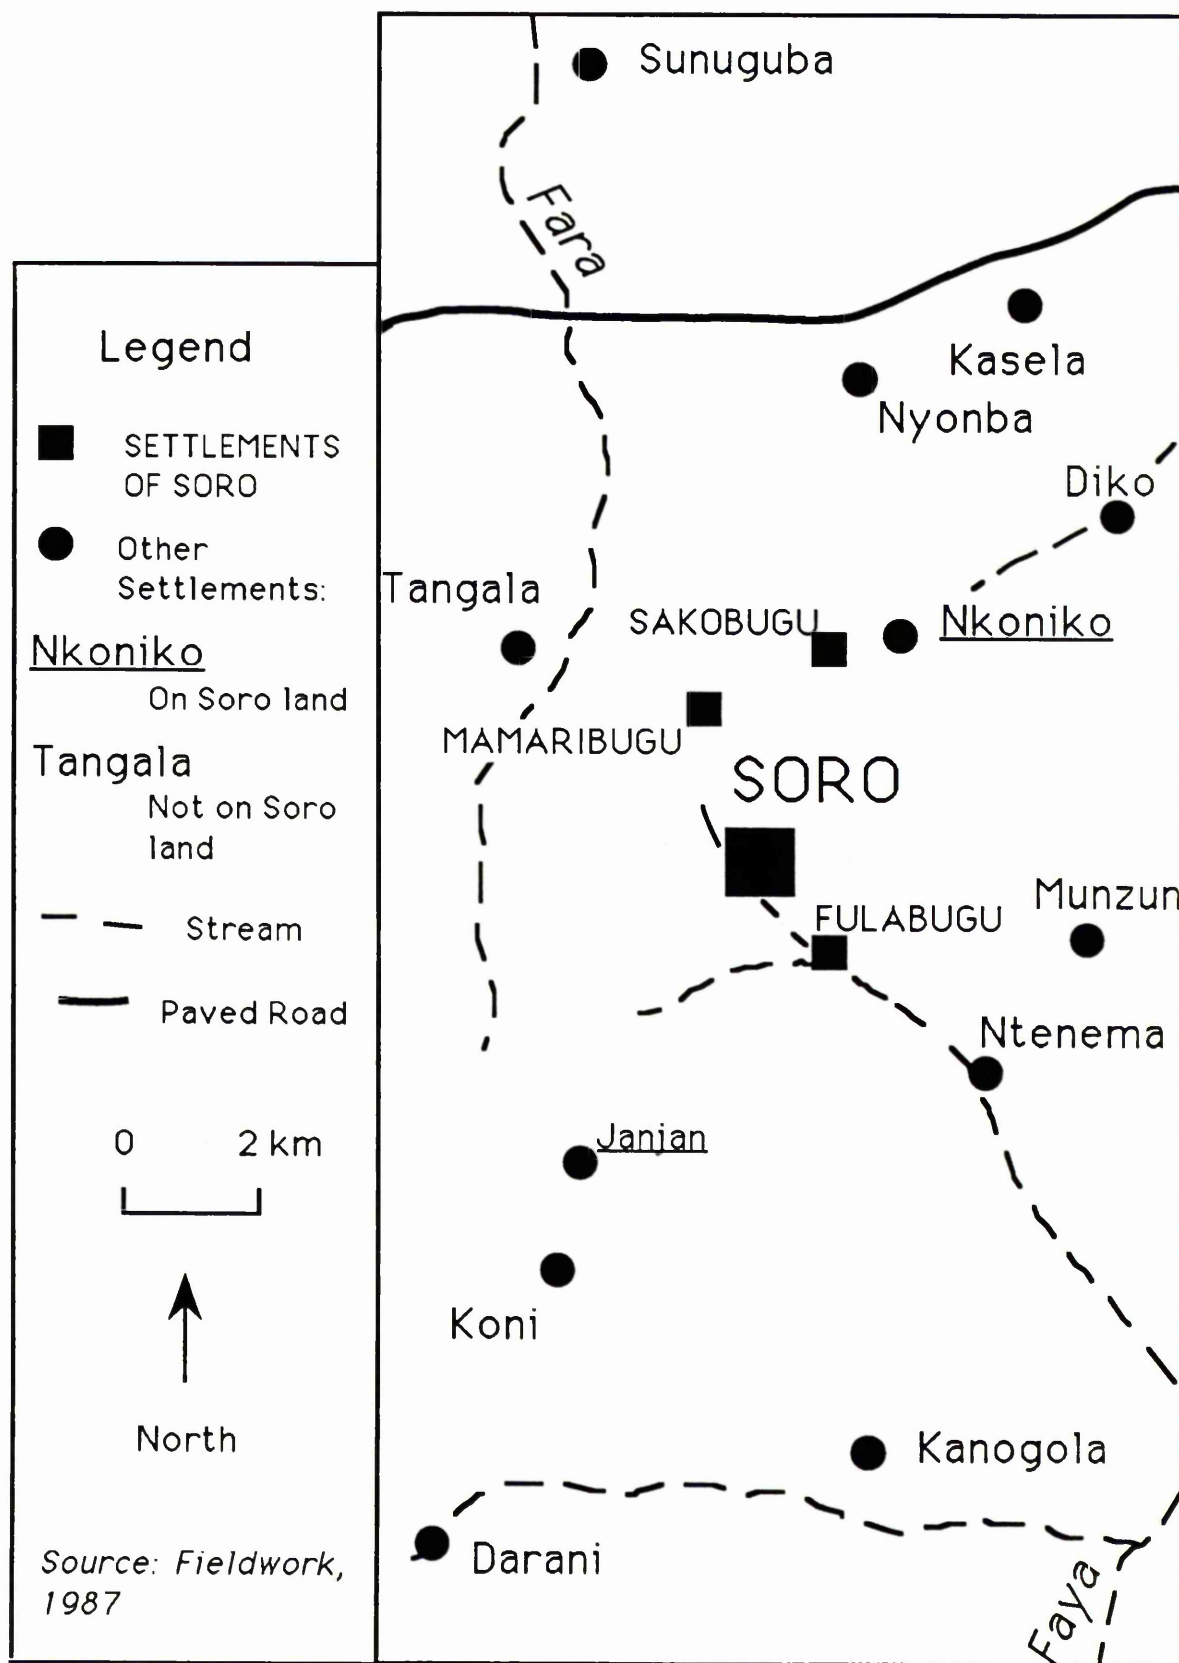 Legend
SETTLEMENTS
OF SORO
Other
Settlements:
Nkoniko
On Soro land
Tangala
Not on Soro
land
Stream
Paved Road
0 2 km
North
Source: Fieldwork,
1987
Sunuguba
Fara
Kasela
Nyonba
Diko
Tangala
SAKOBUGU
Nkoniko
MAMARIBUGU
SORO
Munzun
FULABUGU
Ntenema
Janjan
Koni
Kanogola
Darani
Faya